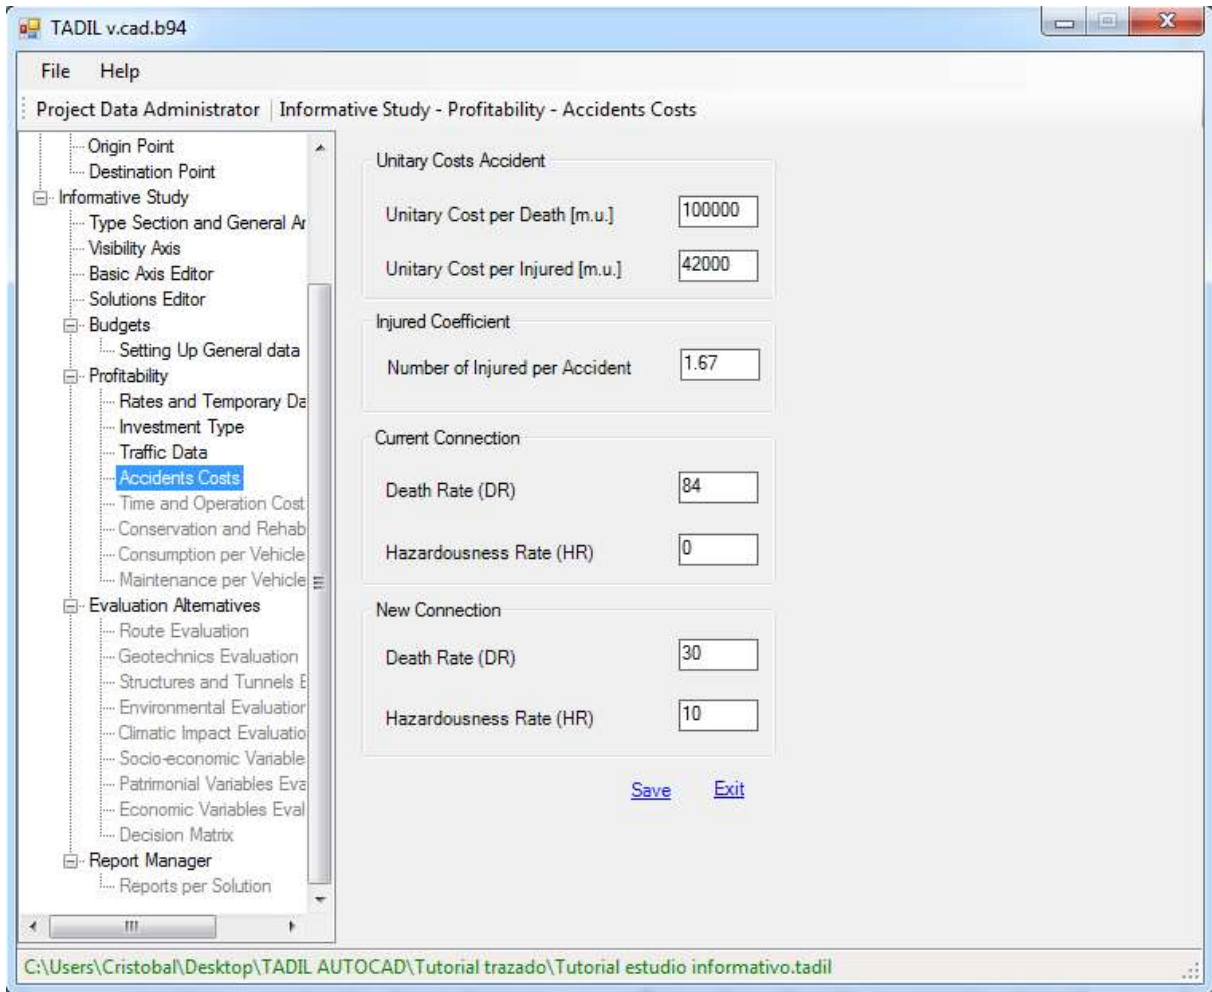 TADIL v.cad.b94
File Help
Project Data Administrator Informative Study - Profitability - Accidents Costs
Origin Point
Destination Point
Informative Study
Type Section and General Ar
Visibility Axis
Basic Axis Editor
Solutions Editor
Budgets
Setting Up General data
Profitability
Rates and Temporary Da
Investment Type
Traffic Data
Accidents Costs
Time and Operation Cost
Conservation and Rehab
Consumption per Vehicle
Maintenance per Vehicle
Evaluation Alternatives
Route Evaluation
Geotechnics Evaluation
Structures and Tunnels E
Environmental Evaluation
Climatic Impact Evaluatio
Socio-economic Variable
Patrimonial Variables Eva
Economic Variables Eval
Decision Matrix
Report Manager
Reports per Solution
Unitary Costs Accident
Unitary Cost per Death [m.u.] 100000
Unitary Cost per Injured [m.u.] 42000
Injured Coefficient
Number of Injured per Accident 1.67
Current Connection
Death Rate (DR) 84
Hazardousness Rate (HR) 0
New Connection
Death Rate (DR) 30
Hazardousness Rate (HR) 10
Save Exit
C:\Users\Cristobal\Desktop\TADIL AUTOCAD\Tutorial trazado\Tutorial estudio informativo.tadil